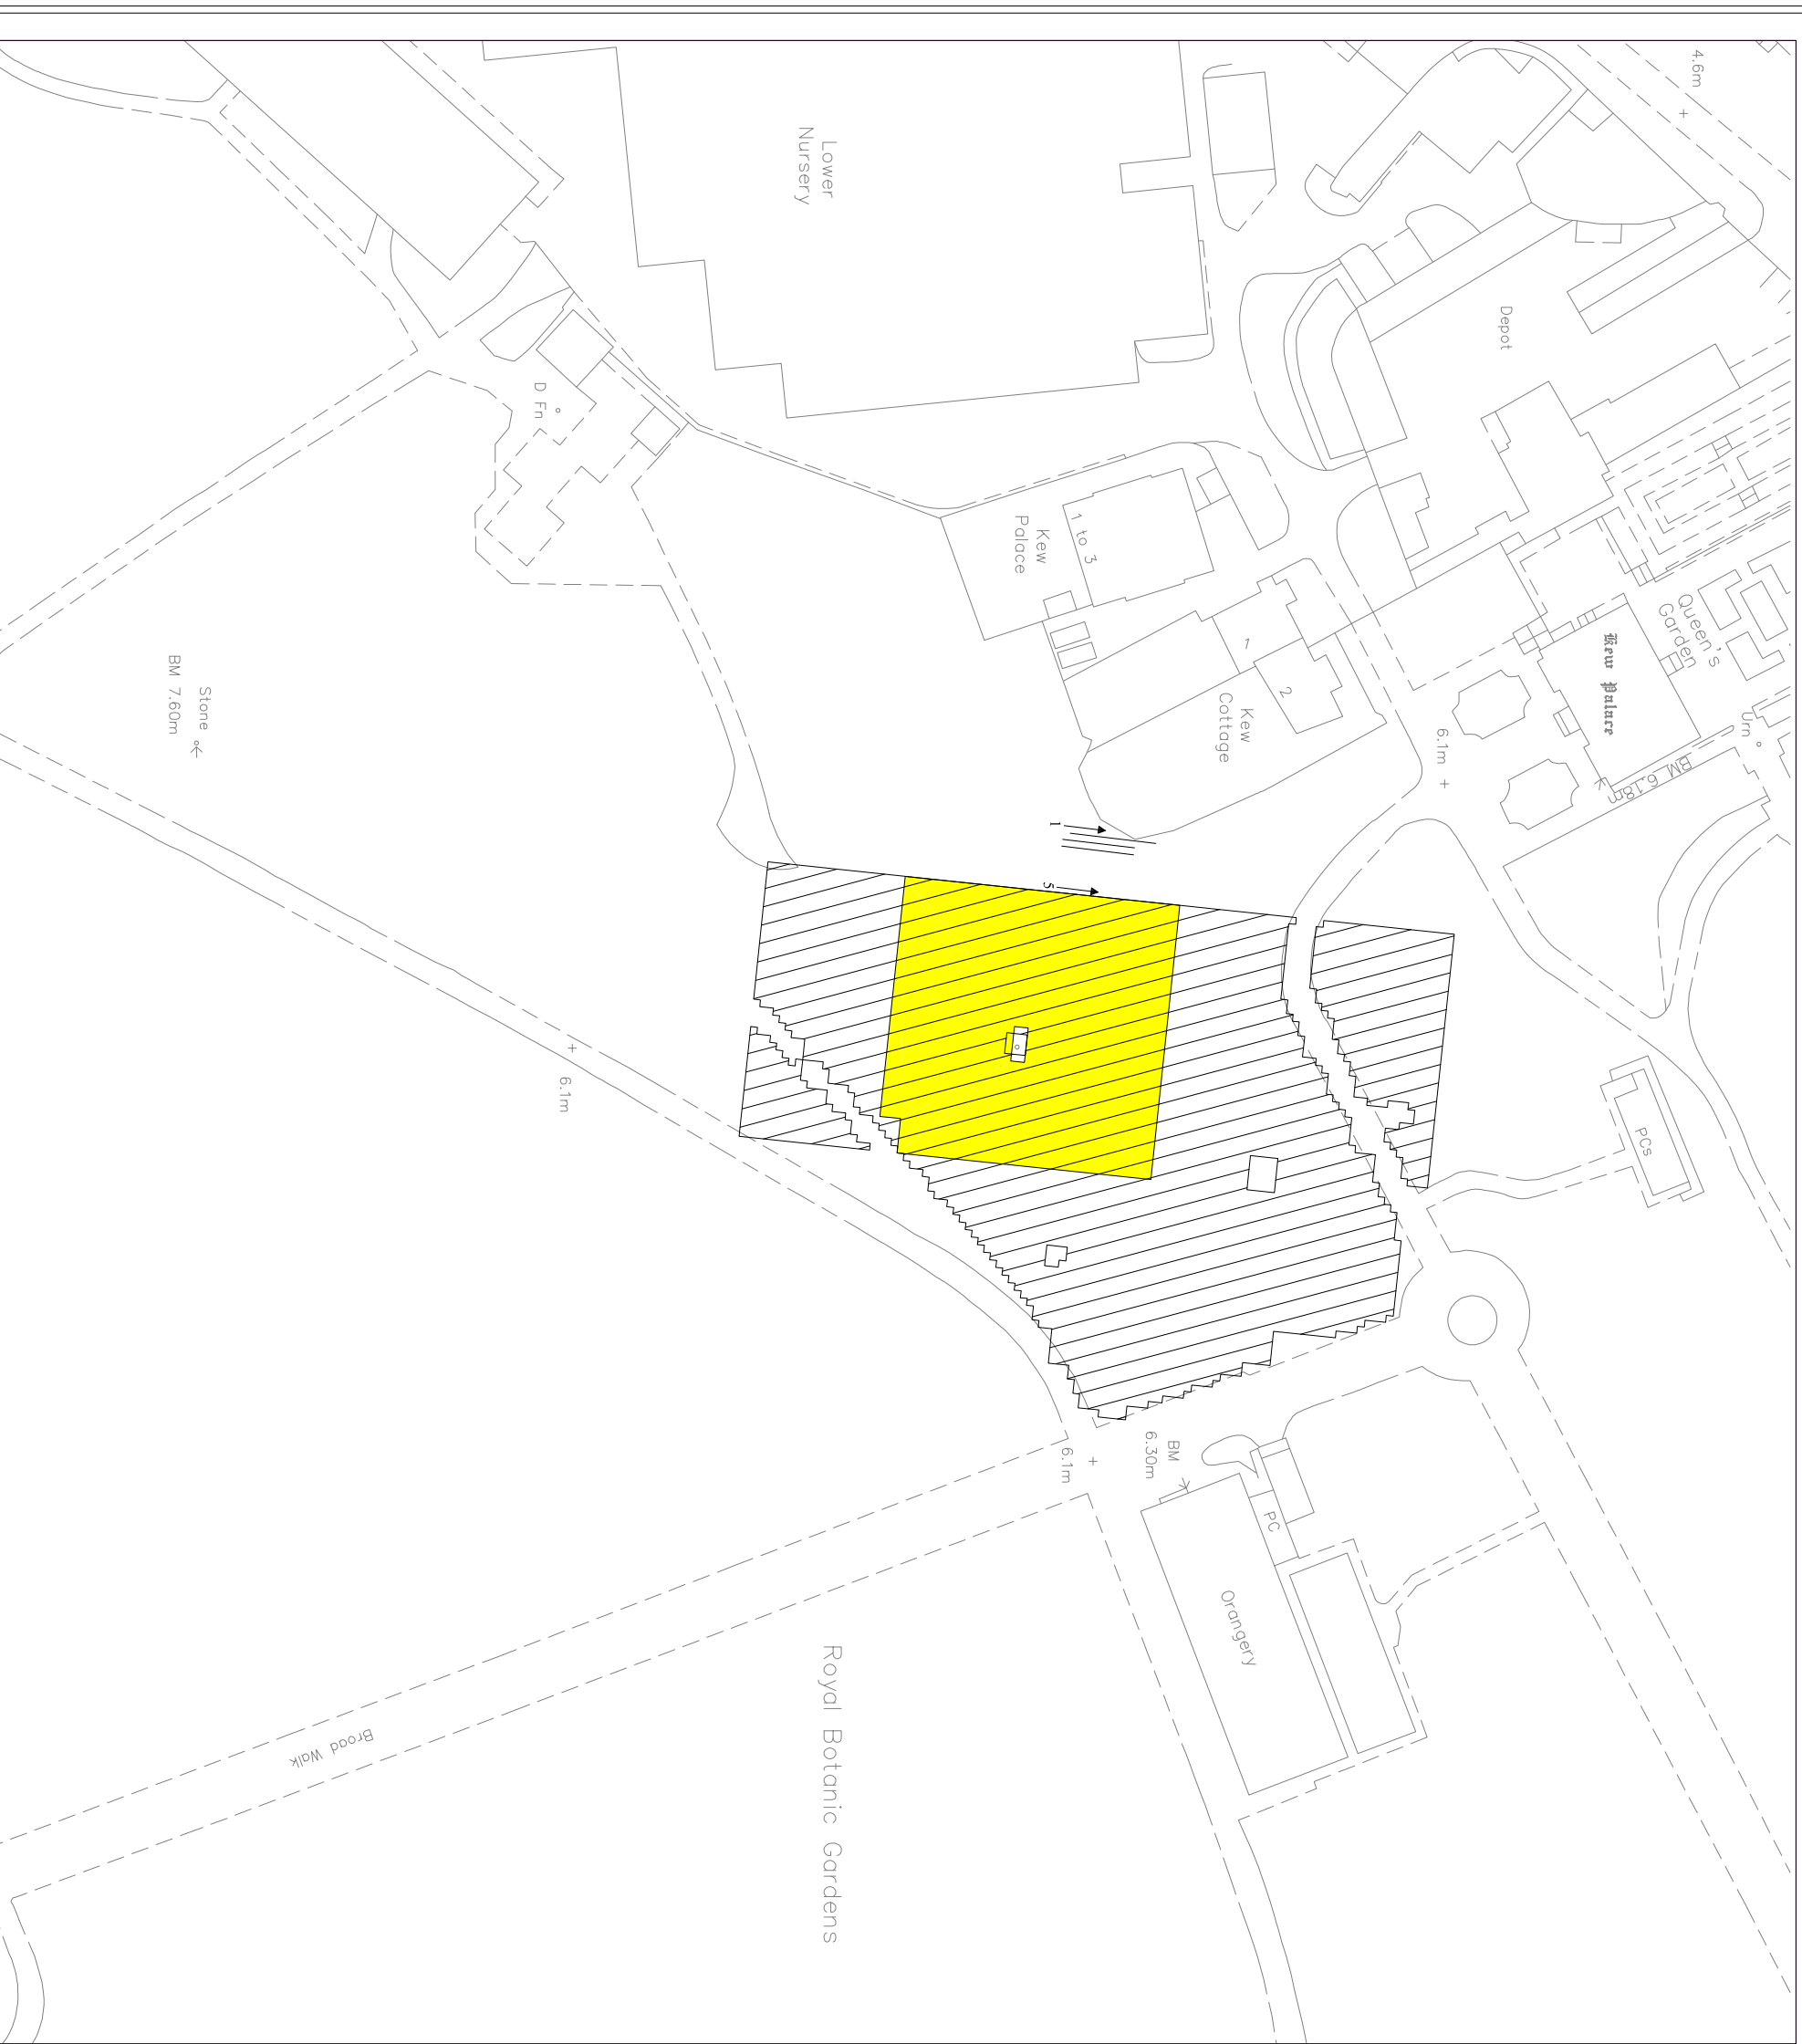 4.6m
Lower
Nursery
Depot
D Fn
Queen's
Garden
Kew Palace
Urn
BM 6.18m
6.1m
1 to 3
Kew
Palace
1
2
Kew
Cottage
Stone
BM 7.60m
1
5
6.1m
PCs
BM
6.30m
6.1m
PC
Orangery
Royal Botanic Gardens
Broad Walk